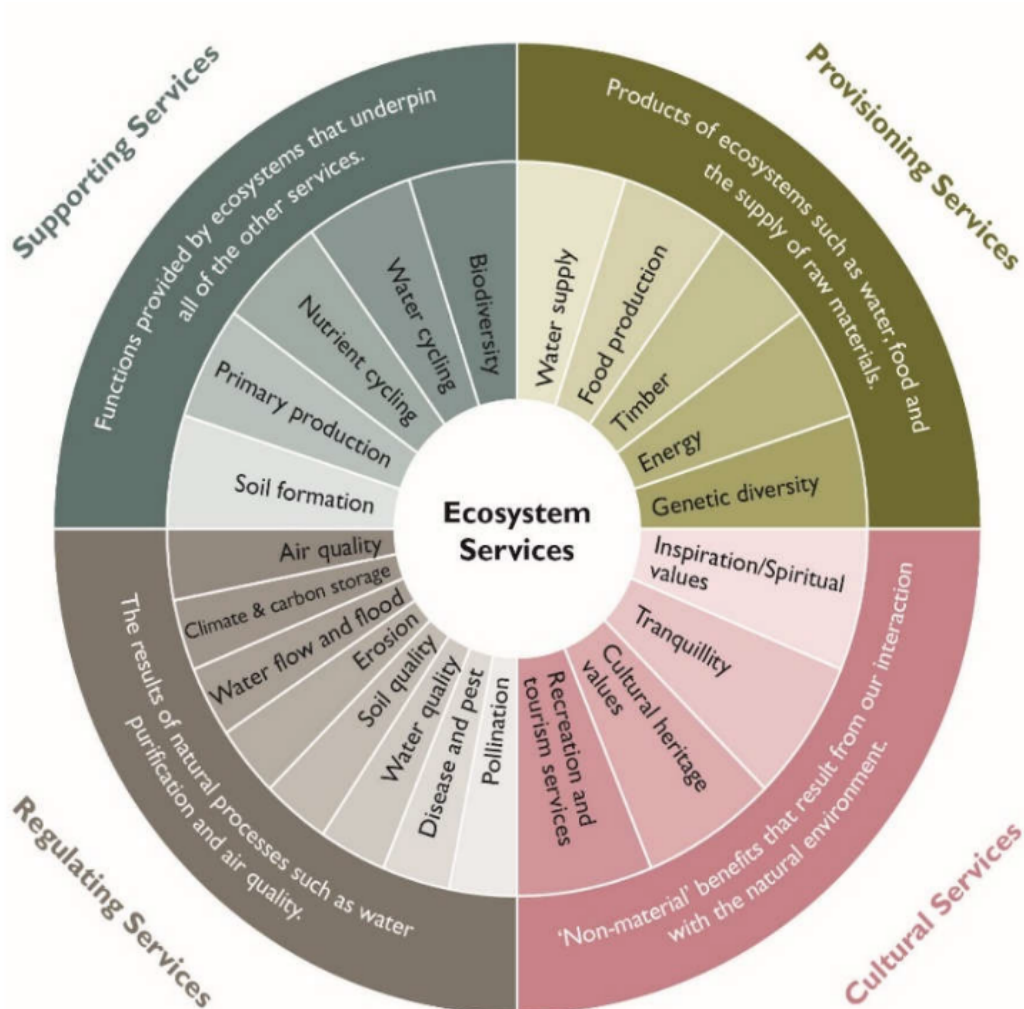 Supporting Services
Functions provided by ecosystems that underpin
all of the other services.
Biodiversity
Water cycling
Nutrient cycling
Primary production
Soil formation
Provisioning Services
Products of ecosystems such as water, food and
the supply of raw materials.
Water supply
Food production
Timber
Energy
Genetic diversity
Ecosystem
Services
Inspiration/Spiritual
values
Tranquillity
Cultural heritage
values
Recreation and
tourism services
'Non-material' benefits that result from our interaction
with the natural environment.
Cultural Services
Air quality
Climate & carbon storage
Water flow and flood
Erosion
Soil quality
Water quality
Disease and pest
Pollination
The results of natural processes such as water
purification and air quality.
Regulating Services